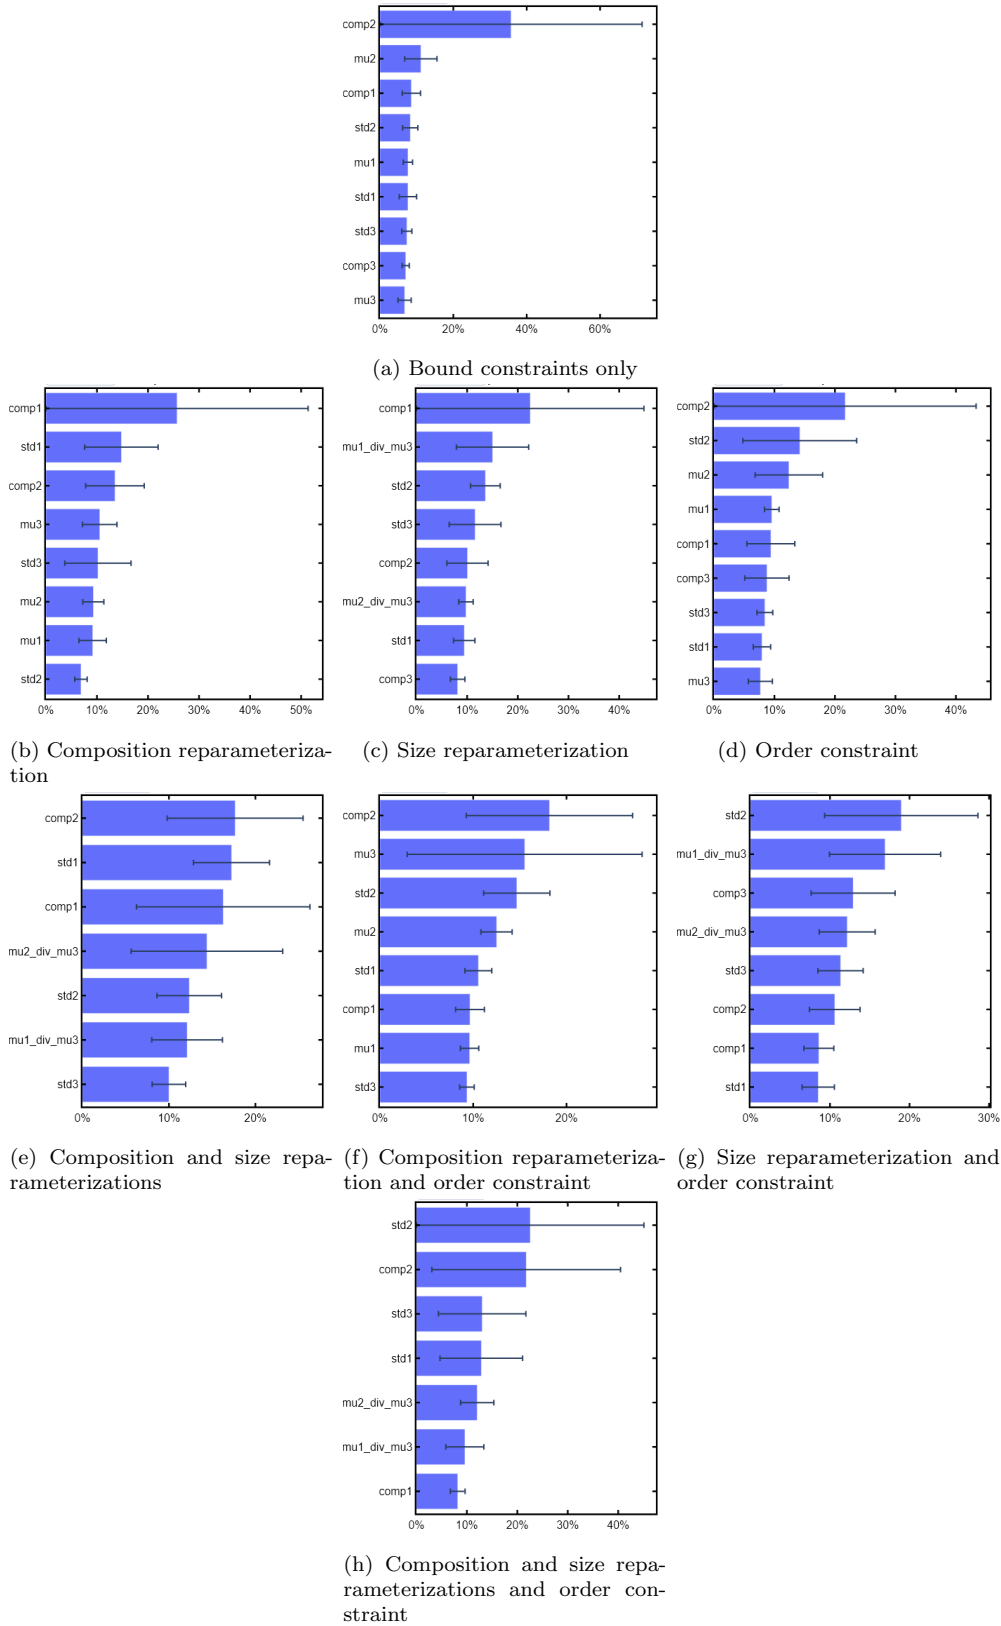 comp2
mu2
comp1
std2
mu1
std1
std3
comp3
mu3
0% 20% 40% 60%
(a) Bound constraints only
comp1
std1
comp2
mu3
std3
mu2
mu1
std2
0% 10% 20% 30% 40% 50%
(b) Composition reparameteriza-
tion
comp1
mu1_div_mu3
std2
std3
comp2
mu2_div_mu3
std1
comp3
0% 10% 20% 30% 40%
(c) Size reparameterization
comp2
std2
mu2
mu1
comp1
comp3
std3
std1
mu3
0% 10% 20% 30% 40%
(d) Order constraint
comp2
std1
comp1
mu2_div_mu3
std2
mu1_div_mu3
std3
0% 10% 20%
(e) Composition and size repa-
rameterizations
comp2
mu3
std2
mu2
std1
comp1
mu1
std3
0% 10% 20%
(f) Composition reparameteriza-
tion and order constraint
std2
mu1_div_mu3
comp3
mu2_div_mu3
std3
comp2
comp1
std1
0% 10% 20% 30%
(g) Size reparameterization and
order constraint
std2
comp2
std3
std1
mu2_div_mu3
mu1_div_mu3
comp1
0% 10% 20% 30% 40%
(h) Composition and size repa-
rameterizations and order con-
straint